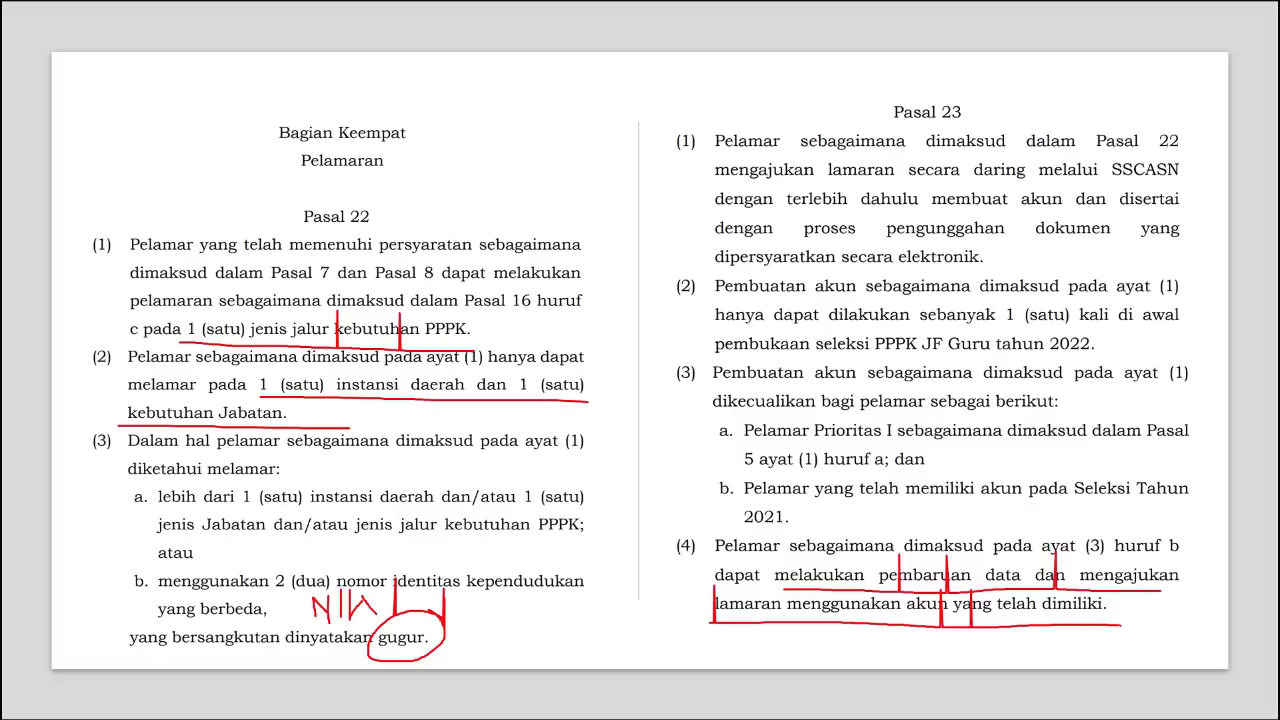 Bagian Keempat
Pelamaran
Pasal 22
(1) Pelamar yang telah memenuhi persyaratan sebagaimana
dimaksud dalam Pasal 7 dan Pasal 8 dapat melakukan
pelamaran sebagaimana dimaksud dalam Pasal 16 huruf
c pada 1 (satu) jenis jalur kebutuhan PPPK.
(2) Pelamar sebagaimana dimaksud pada ayat (1) hanya dapat
melamar pada 1 (satu) instansi daerah dan 1 (satu)
kebutuhan Jabatan.
(3) Dalam hal pelamar sebagaimana dimaksud pada ayat (1)
diketahui melamar:
a. lebih dari 1 (satu) instansi daerah dan/atau 1 (satu)
jenis Jabatan dan/atau jenis jalur kebutuhan PPPK;
atau
b. menggunakan 2 (dua) nomor identitas kependudukan
yang berbeda,
yang bersangkutan dinyatakan gugur.
Pasal 23
(1) Pelamar sebagaimana dimaksud dalam Pasal 22
mengajukan lamaran secara daring melalui SSCASN
dengan terlebih dahulu membuat akun dan disertai
dengan proses pengunggahan dokumen yang
dipersyaratkan secara elektronik.
(2) Pembuatan akun sebagaimana dimaksud pada ayat (1)
hanya dapat dilakukan sebanyak 1 (satu) kali di awal
pembukaan seleksi PPPK JF Guru tahun 2022.
(3) Pembuatan akun sebagaimana dimaksud pada ayat (1)
dikecualikan bagi pelamar sebagai berikut:
a. Pelamar Prioritas I sebagaimana dimaksud dalam Pasal
5 ayat (1) huruf a; dan
b. Pelamar yang telah memiliki akun pada Seleksi Tahun
2021.
(4) Pelamar sebagaimana dimaksud pada ayat (3) huruf b
dapat melakukan pembaruan data dan mengajukan
lamaran menggunakan akun yang telah dimiliki.